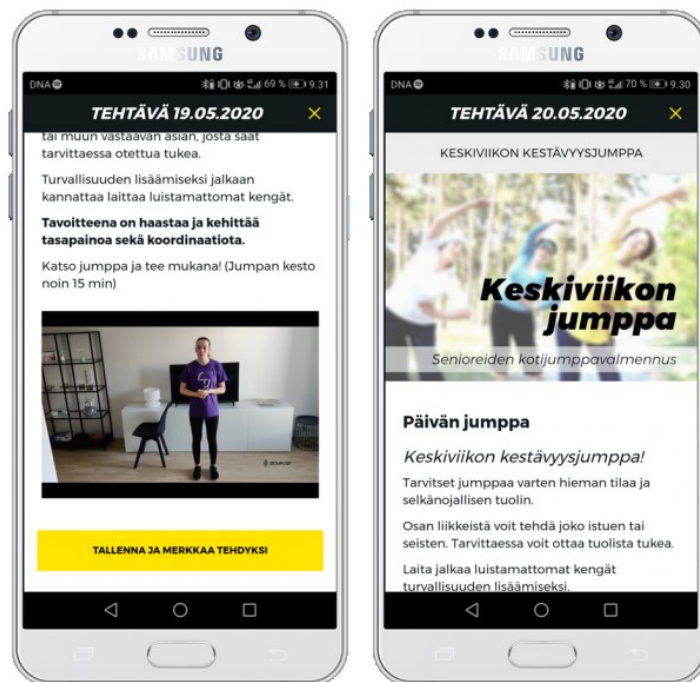 SAMSUNG
DNA 69 % 9.31
TEHTÄVÄ 19.05.2020 ×
tai muun vastaavan asian, josta saat
tarvittaessa otettua tukea.
Turvallisuuden lisäämiseksi jalkaan
kannattaa laittaa luistamattomat kengät.
Tavoitteena on haastaa ja kehittää
tasapainoa sekä koordinaatiota.
Katso jumppa ja tee mukana! (Jumpan kesto
noin 15 min)
TALLENNA JA MERKKAA TEHDYKSI
SAMSUNG
DNA 70 % 9.30
TEHTÄVÄ 20.05.2020 ×
KESKIVIIKON KESTÄVYYSJUMPPA
Keskiviikon
jumppa
Senioreiden kotijumppavalmennus
Päivän jumppa
Keskiviikon kestävyysjumppa!
Tarvitset jumppaa varten hieman tilaa ja
selkänojallisen tuolin.
Osan liikkeistä voit tehdä joko istuen tai
seisten. Tarvittaessa voit ottaa tuolista tukea.
Laita jalkaa luistamattomat kengät
turvallisuuden lisäämiseksi.